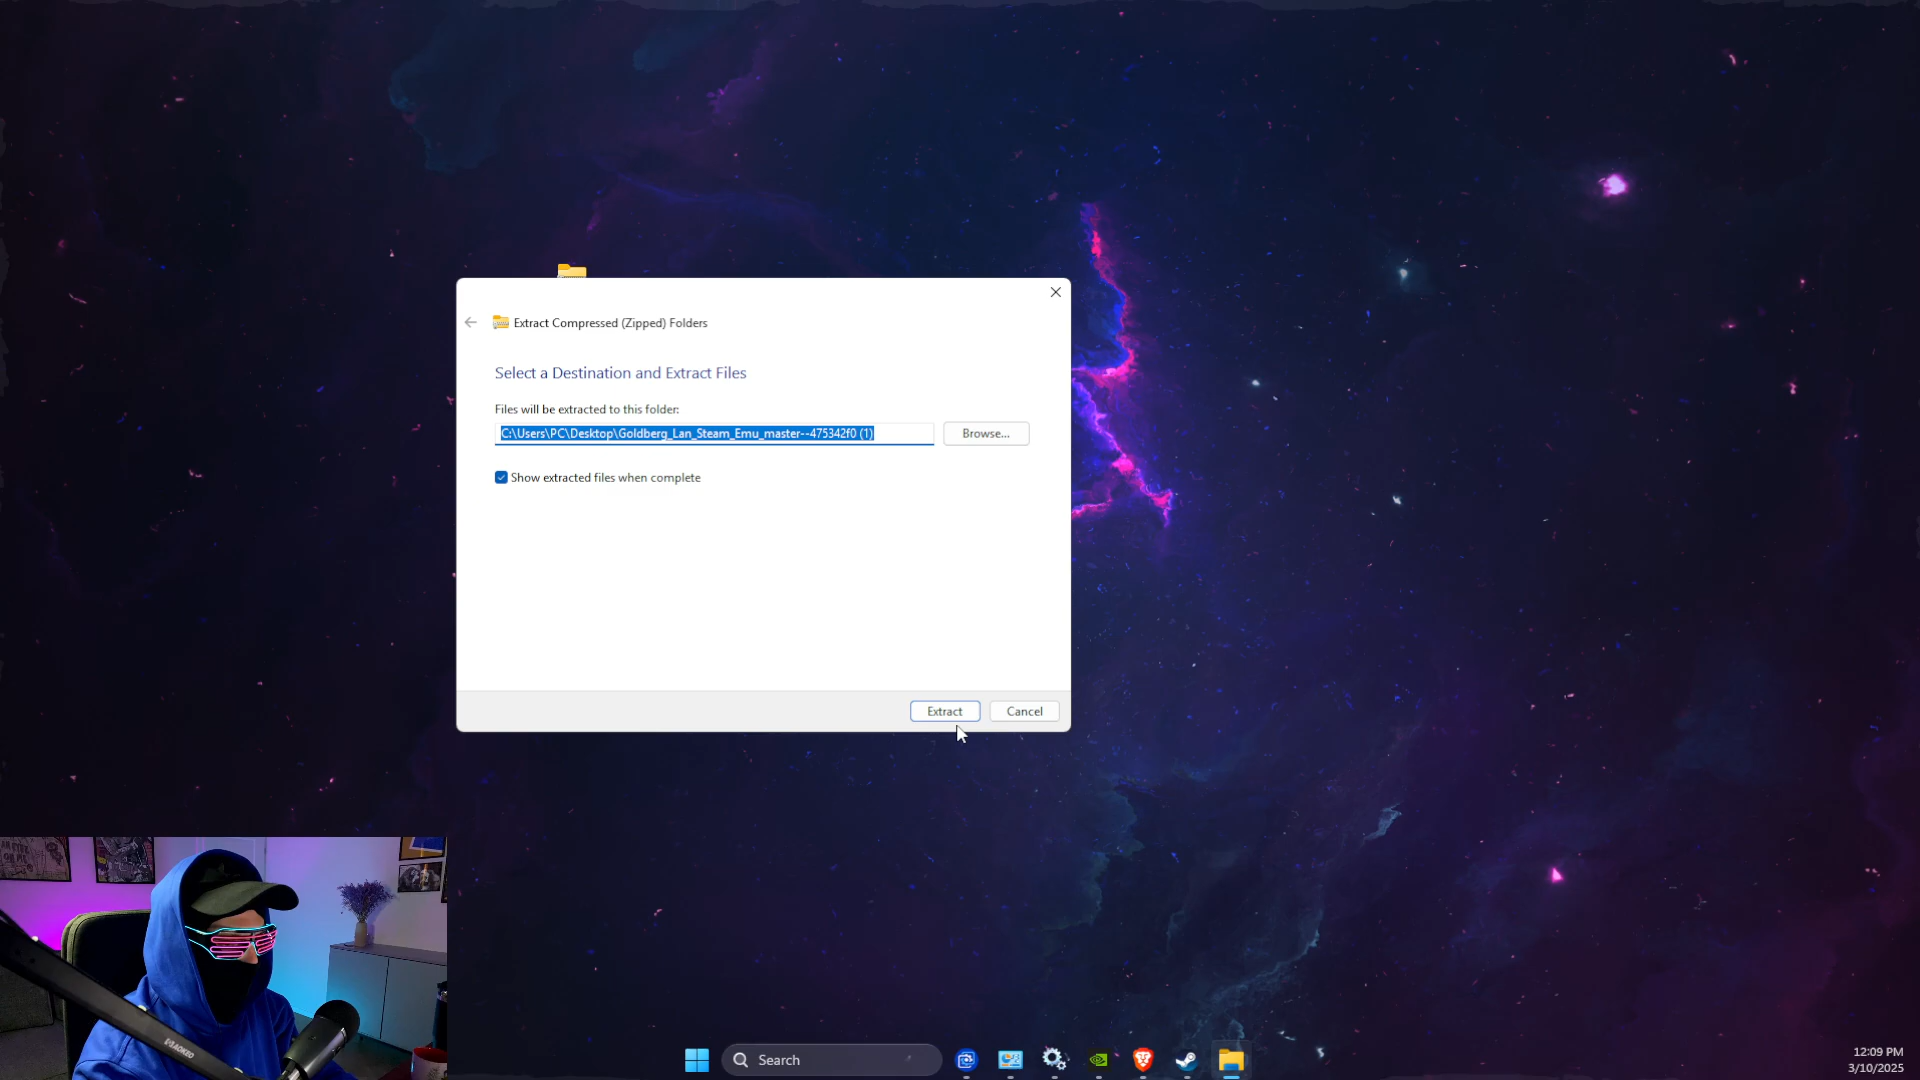 Extract Compressed (Zipped) Folders
Select a Destination and Extract Files
Files will be extracted to this folder:
C:\Users\PC\Desktop\Goldberg_Lan_Steam_Emu_master--475342f0 (1)
Browse...
Show extracted files when complete
Extract
Cancel
Search
12:09 PM
3/10/2025